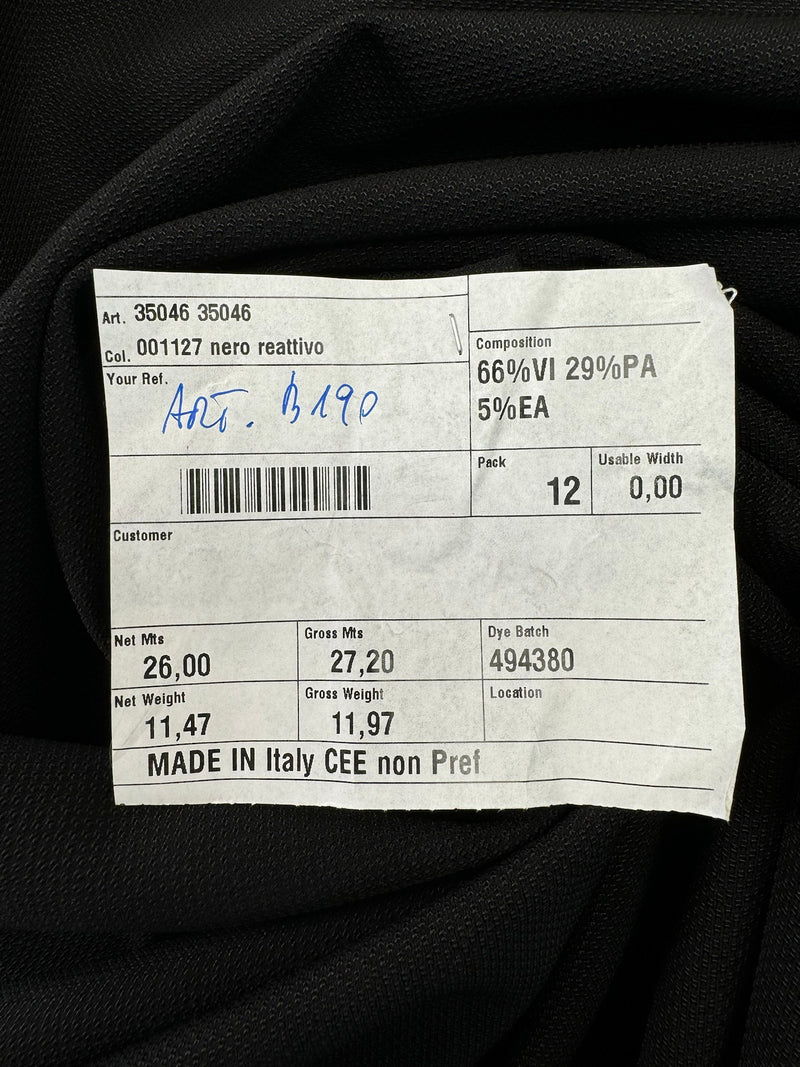 Art. 35046 35046
Col. 001127 nero reattivo
Your Ref.
ART. B190
Composition
66%VI 29%PA
5%EA
Pack
12
Usable Width
0,00
Customer
Net Mts
26,00
Gross Mts
27,20
Dye Batch
494380
Net Weight
11,47
Gross Weight
11,97
Location
MADE IN Italy CEE non Pref